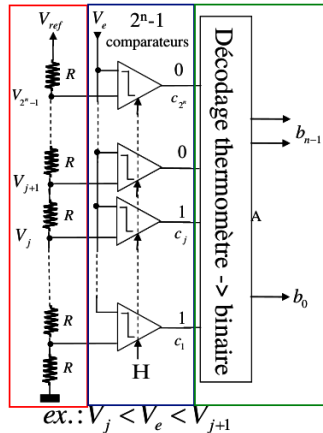 V_ref
V_e
2^n-1
comparateurs
R
0
V_{2^n-1}
c_{2^n}
b_{n-1}
R
0
V_{j+1}
R
1
V_j
c_j
A
Décodage thermomètre -> binaire
b_0
R
1
c_1
R
H
ex.: V_j < V_e < V_{j+1}